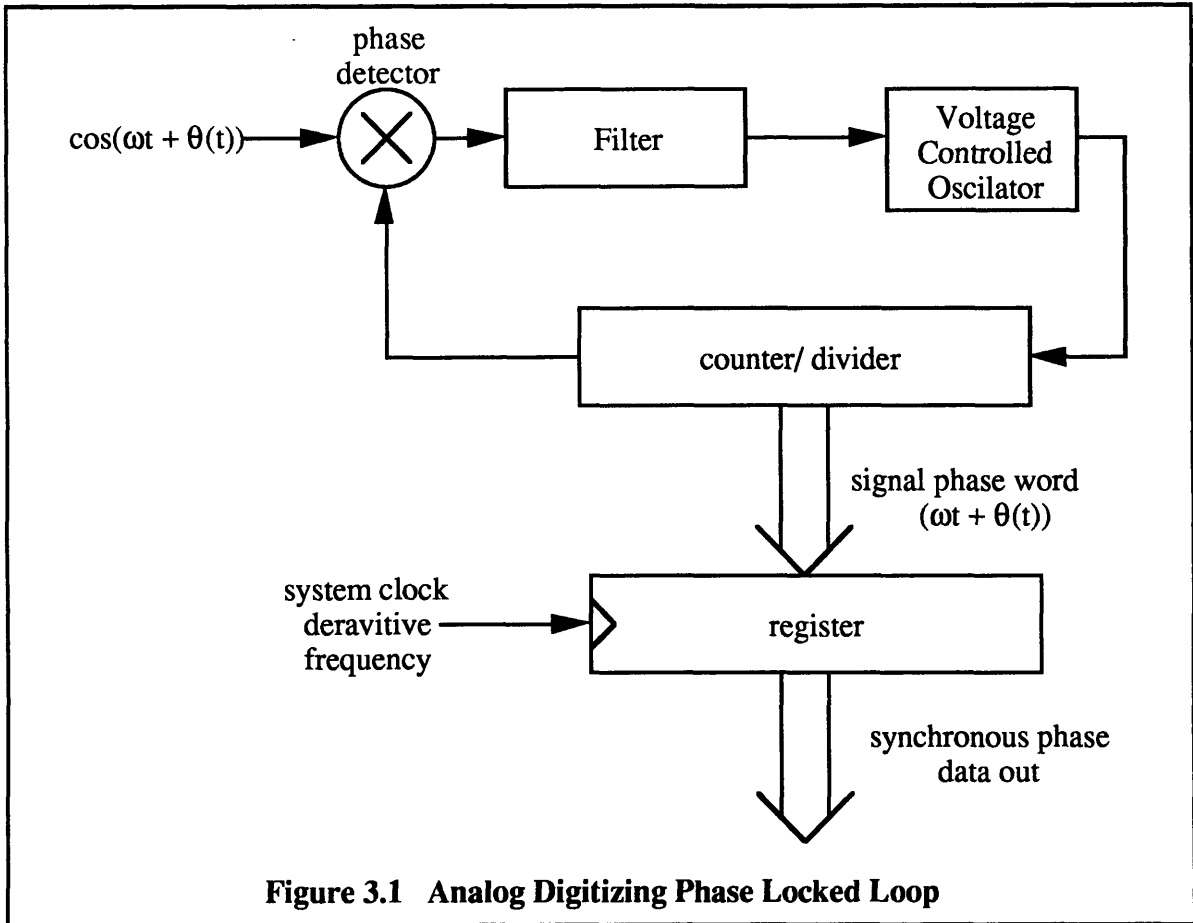 phase
detector
cos(ωt + θ(t))
Filter
Voltage
Controlled
Oscilator
counter/ divider
signal phase word
(ωt + θ(t))
system clock
deravitive
frequency
register
synchronous phase
data out
Figure 3.1 Analog Digitizing Phase Locked Loop